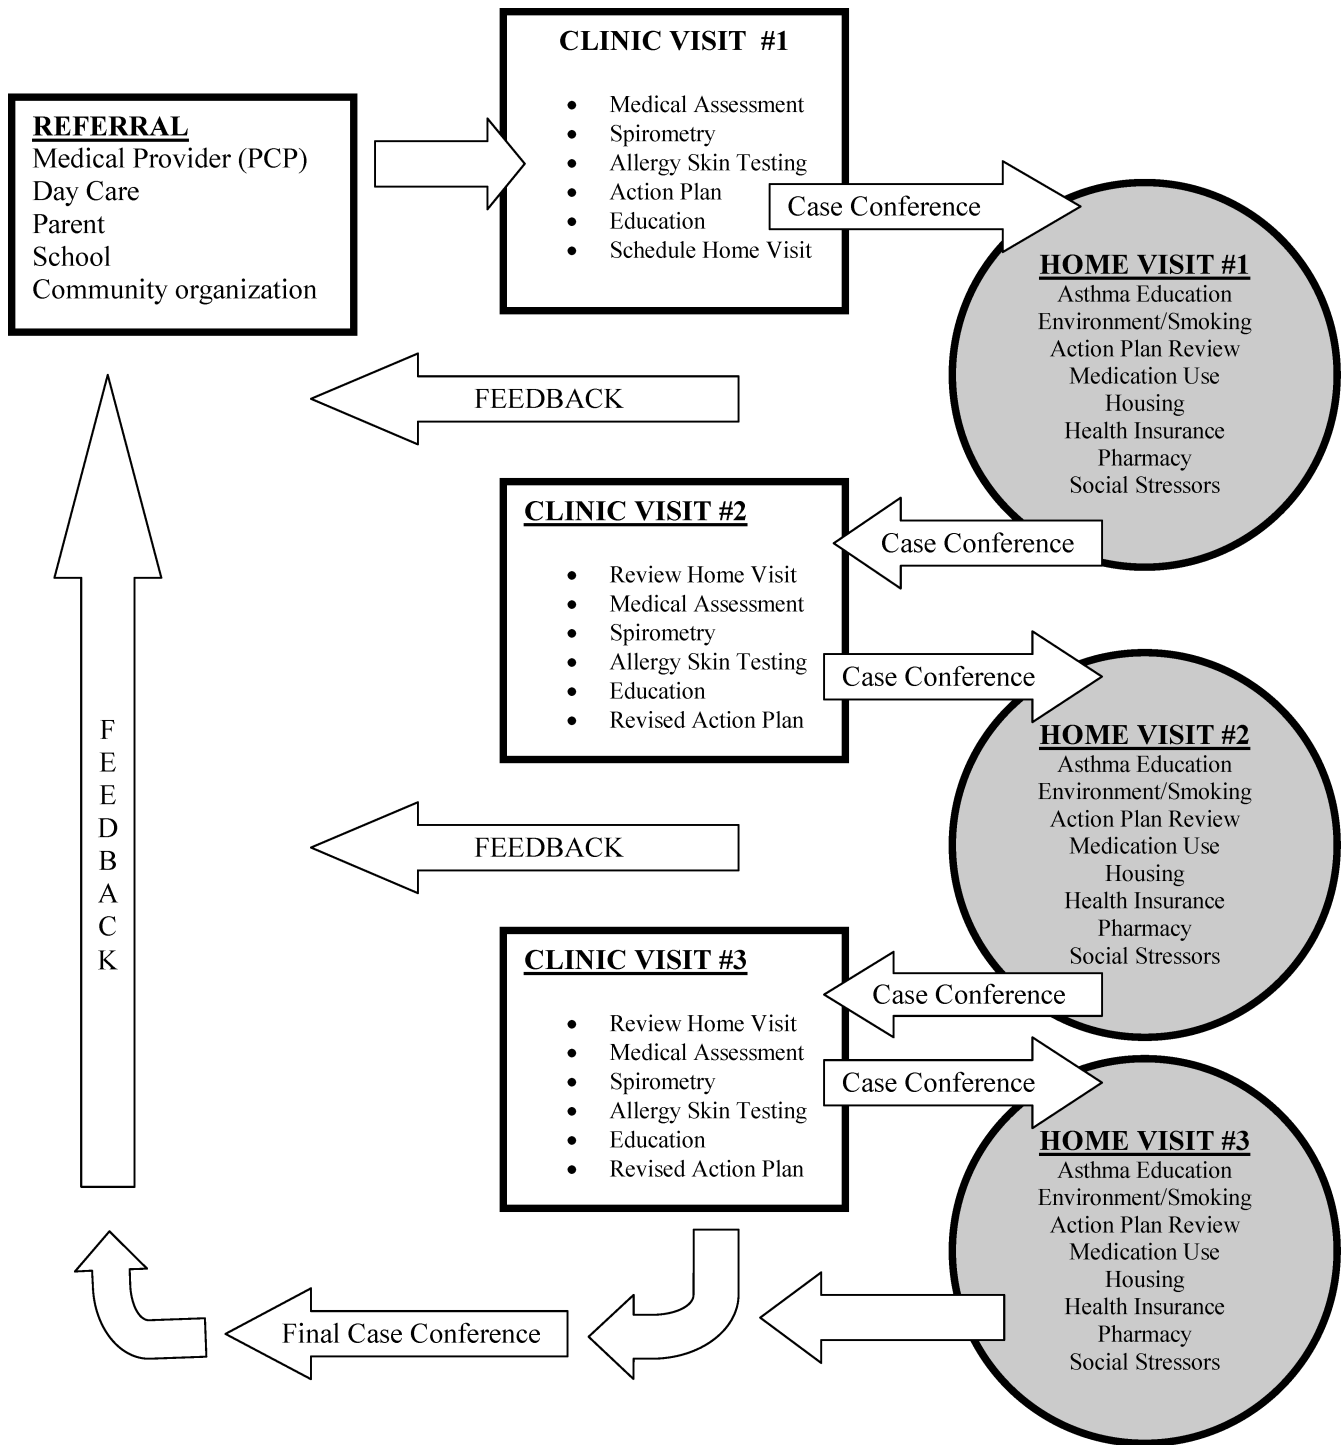 REFERRAL
Medical Provider (PCP)
Day Care
Parent
School
Community organization
CLINIC VISIT #1
• Medical Assessment
• Spirometry
• Allergy Skin Testing
• Action Plan
• Education
• Schedule Home Visit
Case Conference
HOME VISIT #1
Asthma Education
Environment/Smoking
Action Plan Review
Medication Use
Housing
Health Insurance
Pharmacy
Social Stressors
FEEDBACK
Case Conference
CLINIC VISIT #2
• Review Home Visit
• Medical Assessment
• Spirometry
• Allergy Skin Testing
• Education
• Revised Action Plan
Case Conference
HOME VISIT #2
Asthma Education
Environment/Smoking
Action Plan Review
Medication Use
Housing
Health Insurance
Pharmacy
Social Stressors
FEEDBACK
Case Conference
CLINIC VISIT #3
• Review Home Visit
• Medical Assessment
• Spirometry
• Allergy Skin Testing
• Education
• Revised Action Plan
Case Conference
HOME VISIT #3
Asthma Education
Environment/Smoking
Action Plan Review
Medication Use
Housing
Health Insurance
Pharmacy
Social Stressors
Final Case Conference
F
E
E
D
B
A
C
K